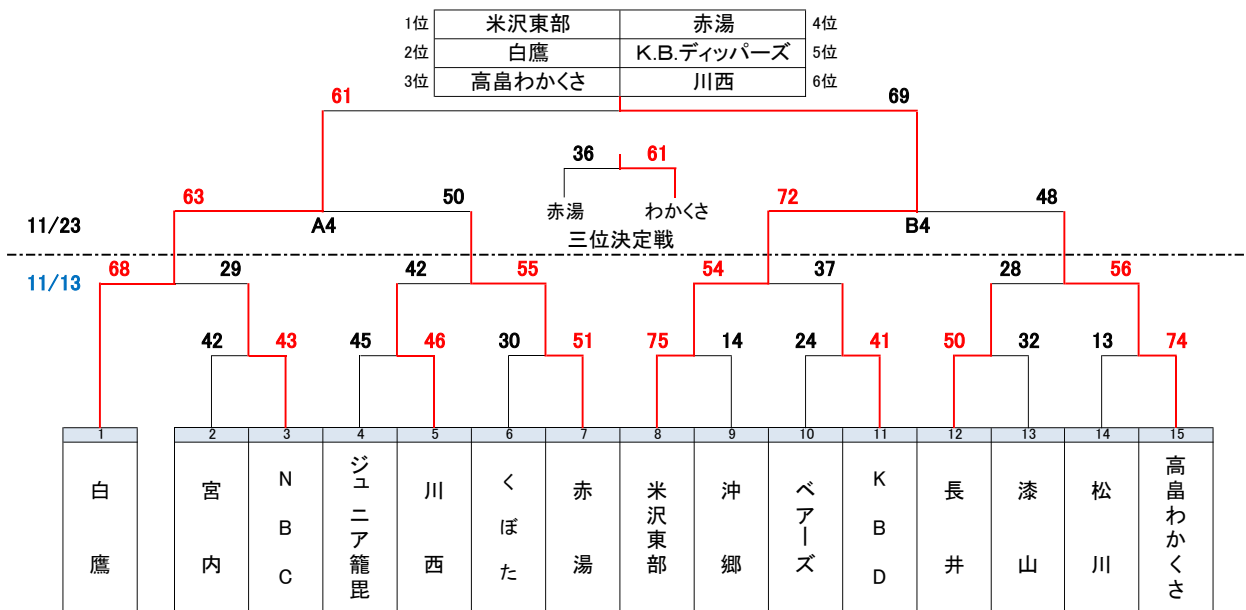 1位 米沢東部 赤湯 4位
2位 白鷹 K.B.ディッパーズ 5位
3位 高畠わかくさ 川西 6位
61 69
36 61
赤湯 わかくさ
三位決定戦
63 50 72 48
11/23 A4 B4
11/13 68 29 42 55 54 37 28 56
42 43 45 46 30 51 75 14 24 41 50 32 13 74
1 2 3 4 5 6 7 8 9 10 11 12 13 14 15
白鷹
宮内
NBC
ジュニア籠毘
川西
くぼた
赤湯
米沢東部
沖郷
ベアーズ
KBD
長井
漆山
松川
高畠わかくさ